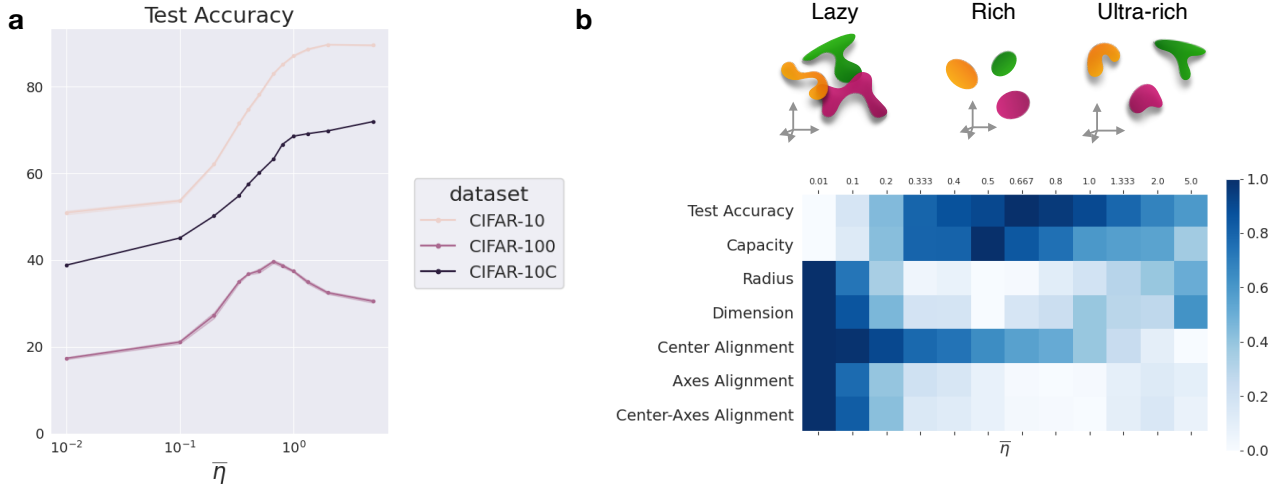 a
Test Accuracy
80
60
40
20
0
10⁻²
10⁻¹
10⁰
η̅
dataset
CIFAR-10
CIFAR-100
CIFAR-10C
b
Lazy Rich Ultra-rich
0.01 0.1 0.2 0.333 0.4 0.5 0.667 0.8 1.0 1.333 2.0 5.0
Test Accuracy
Capacity
Radius
Dimension
Center Alignment
Axes Alignment
Center-Axes Alignment
η̅
1.0
0.8
0.6
0.4
0.2
0.0